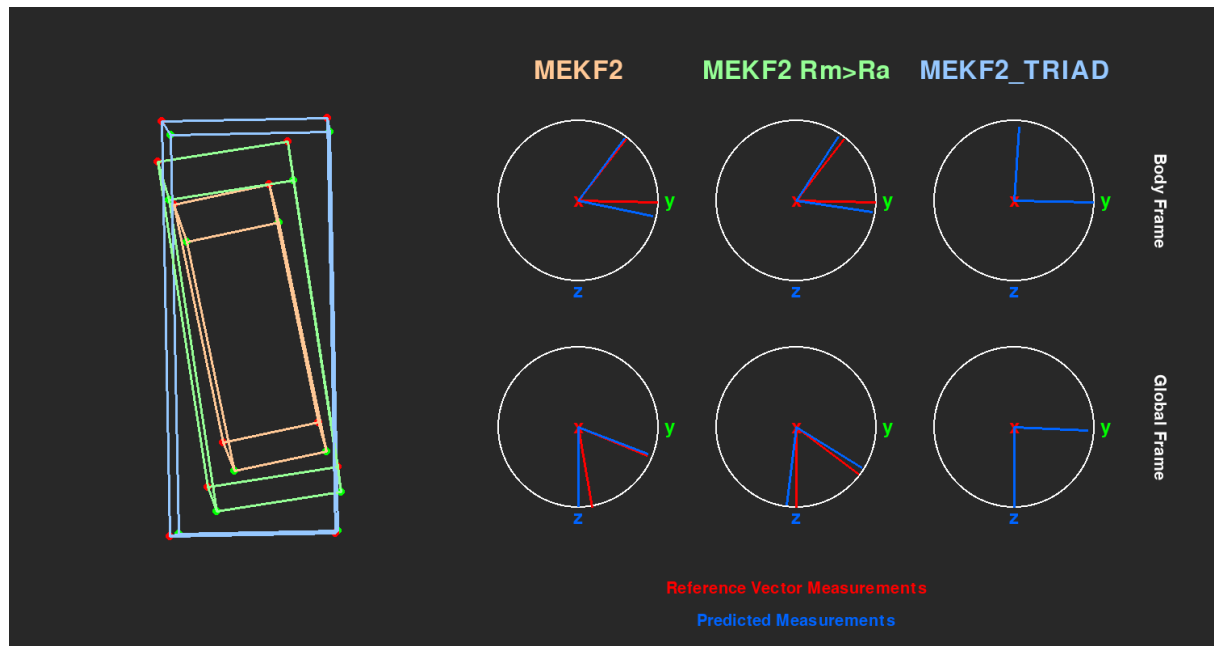 MEKF2
MEKF2 Rm>Ra
MEKF2_TRIAD
x
y
z
x
y
z
x
y
z
Body Frame
x
y
z
x
y
z
x
y
z
Global Frame
Reference Vector Measurements
Predicted Measurements